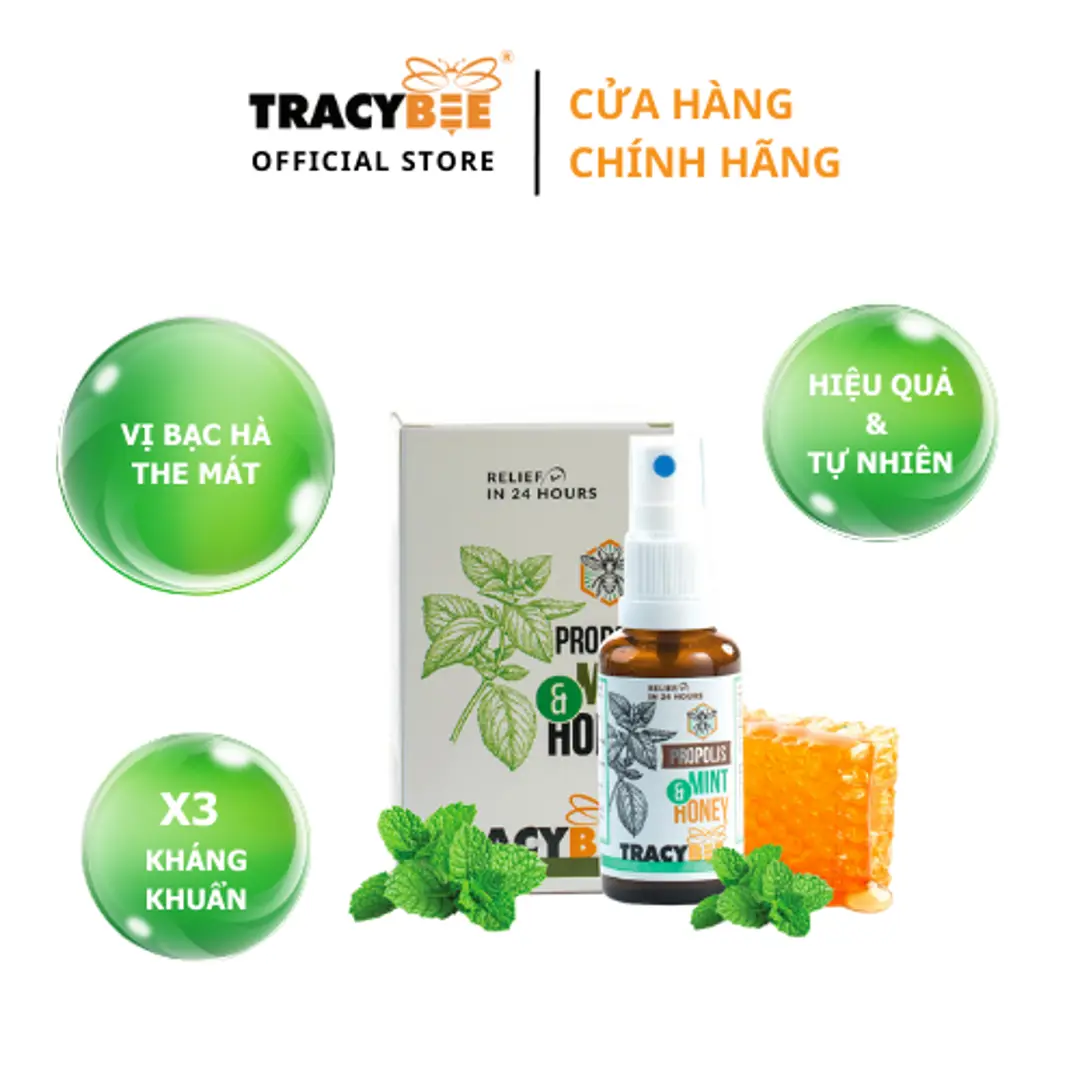 TRACYBEE®
OFFICIAL STORE
CỬA HÀNG
CHÍNH HÃNG
VỊ BẠC HÀ
THE MÁT
HIỆU QUẢ
&
TỰ NHIÊN
X3
KHÁNG
KHUẨN
RELIEF
IN 24 HOURS
&
RELIEF
IN 24 HOURS
PROPOLIS
& MINT
HONEY
TRACYBEE